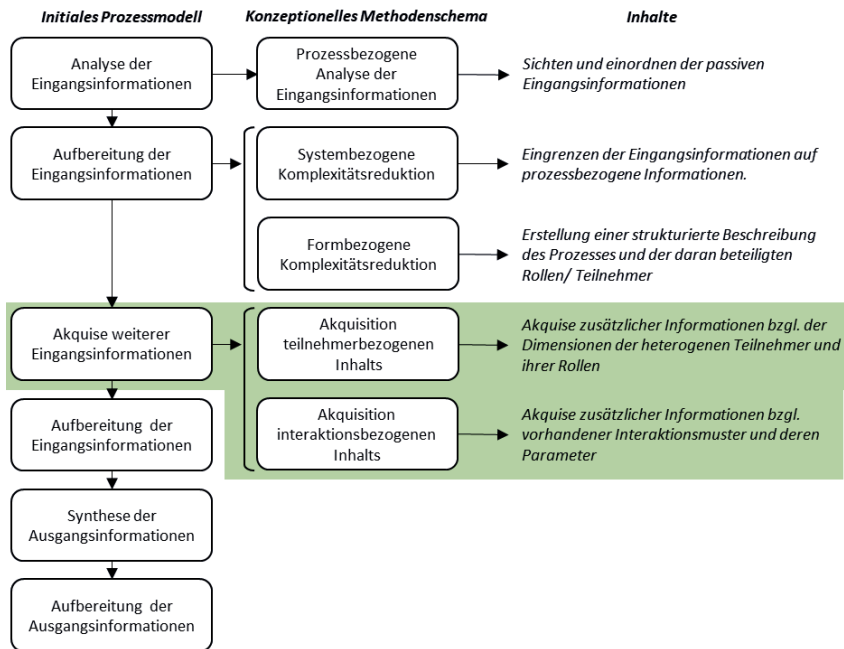 Initiales Prozessmodell
Konzeptionelles Methodenschema
Inhalte
Analyse der
Eingangsinformationen
Prozessbezogene
Analyse der
Eingangsinformationen
Sichten und einordnen der passiven
Eingangsinformationen
Aufbereitung der
Eingangsinformationen
Systembezogene
Komplexitätsreduktion
Eingrenzen der Eingangsinformationen auf
prozessbezogene Informationen.
Formbezogene
Komplexitätsreduktion
Erstellung einer strukturierte Beschreibung
des Prozesses und der daran beteiligten
Rollen/ Teilnehmer
Akquise weiterer
Eingangsinformationen
Akquisition
teilnehmerbezogenen
Inhalts
Akquise zusätzlicher Informationen bzgl. der
Dimensionen der heterogenen Teilnehmer und
ihrer Rollen
Aufbereitung der
Eingangsinformationen
Akquisition
interaktionsbezogenen
Inhalts
Akquise zusätzlicher Informationen bzgl.
vorhandener Interaktionsmuster und deren
Parameter
Synthese der
Ausgangsinformationen
Aufbereitung der
Ausgangsinformationen